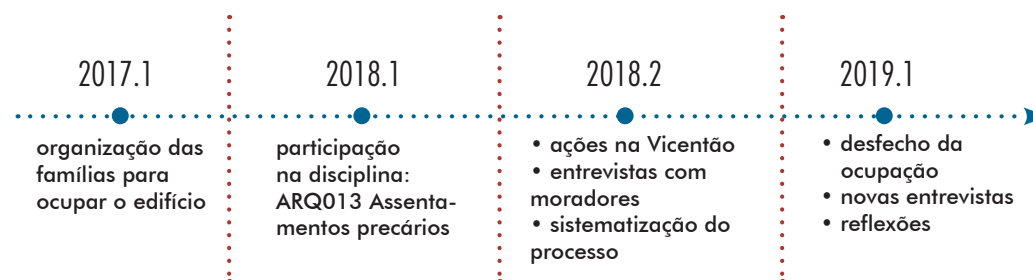 2017.1
organização das
famílias para
ocupar o edifício
2018.1
participação
na disciplina:
ARQ013 Assenta-
mentos precários
2018.2
• ações na Vicentão
• entrevistas com
moradores
• sistematização do
processo
2019.1
• desfecho da
ocupação
• novas entrevistas
• reflexões